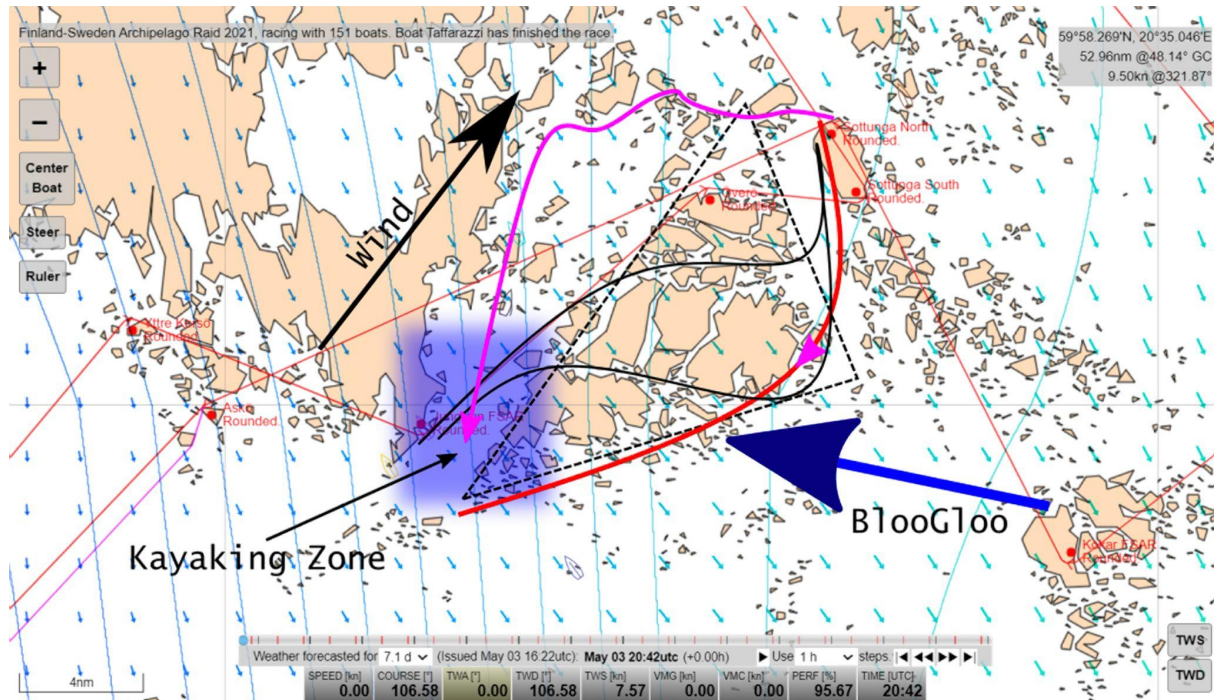 Finland-Sweden Archipelago Raid 2021, racing with 151 boats. Boat Taffarazzi has finished the race.
59°58.269'N, 20°35.046'E
52.96nm @48.14° GC
9.50kn @321.87°
+
−
Center
Boat
Steer
Ruler
Wind
Sottunga North
Rounded.
Sottunga South
Rounded.
Rounded.
Rounded.
Rounded.
Rounded.
BlooGloo
Kayaking Zone
Rounded.
4nm
Weather forecasted for 7.1 d (Issued May 03 16:22utc): May 03 20:42utc (+0.00h) Use 1 h steps.
TWS
TWD
SPEED [kn] COURSE [°] TWA [°] TWD [°] TWS [kn] VMG [kn] VMC [kn] PERF [%] TIME [UTC]
0.00 106.58 0.00 106.58 7.57 0.00 0.00 95.67 20:42